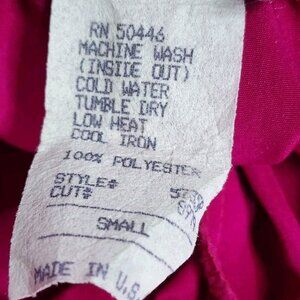 RN 50446
MACHINE WASH
(INSIDE OUT)
COLD WATER
TUMBLE DRY
LOW HEAT
COOL IRON
100% POLYESTER
STYLE#
CUT#
SMALL
MADE IN U.S.